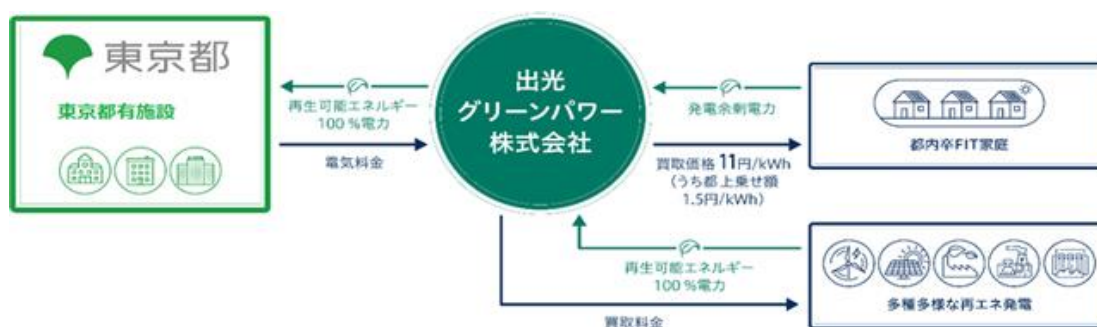 東京都
東京都有施設
再生可能エネルギー
100％電力
電気料金
出光
グリーンパワー
株式会社
発電余剰電力
買取価格 11円/kWh
（うち都上乗せ額
1.5円/kWh）
都内卒FIT家庭
再生可能エネルギー
100％電力
買取料金
多種多様な再エネ発電